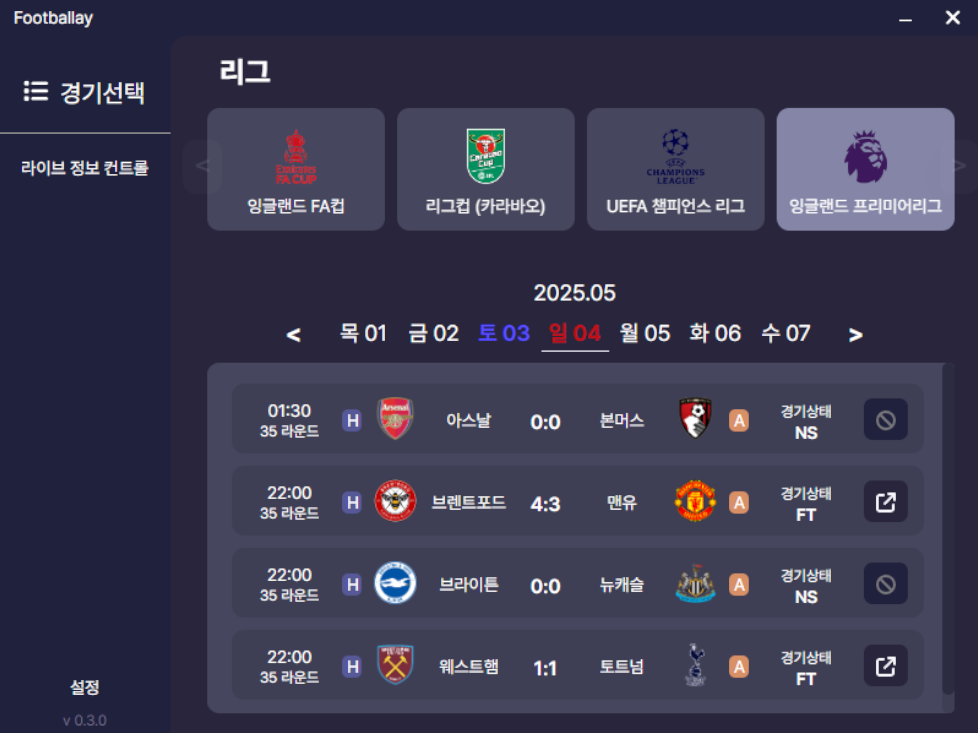 Footballay
경기선택
라이브 정보 컨트롤
설정
v 0.3.0
리그
<
Emirates
FA CUP
잉글랜드 FA컵
Carabao
Cup
EFL
리그컵 (카라바오)
CHAMPIONS
LEAGUE
UEFA 챔피언스 리그
잉글랜드 프리미어리그
>
2025.05
< 목 01 금 02 토 03 일 04 월 05 화 06 수 07 >
01:30
35 라운드
H
Arsenal
아스날
0:0
본머스
A
경기상태
NS
22:00
35 라운드
H
브렌트포드
4:3
맨유
A
경기상태
FT
22:00
35 라운드
H
브라이튼
0:0
뉴캐슬
A
경기상태
NS
22:00
35 라운드
H
웨스트햄
1:1
토트넘
A
경기상태
FT